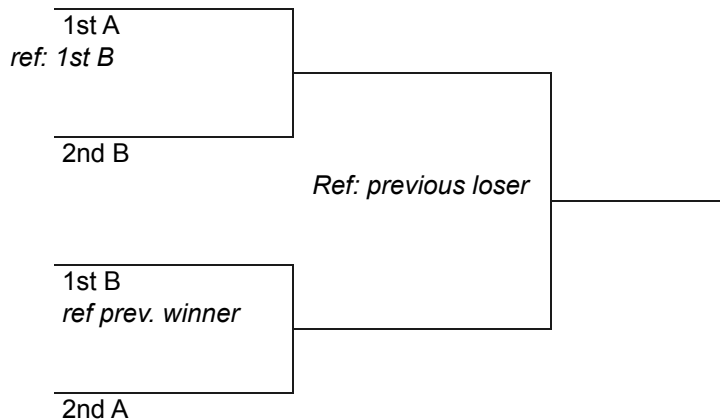 1st A
ref: 1st B
2nd B
Ref: previous loser
1st B
ref prev. winner
2nd A